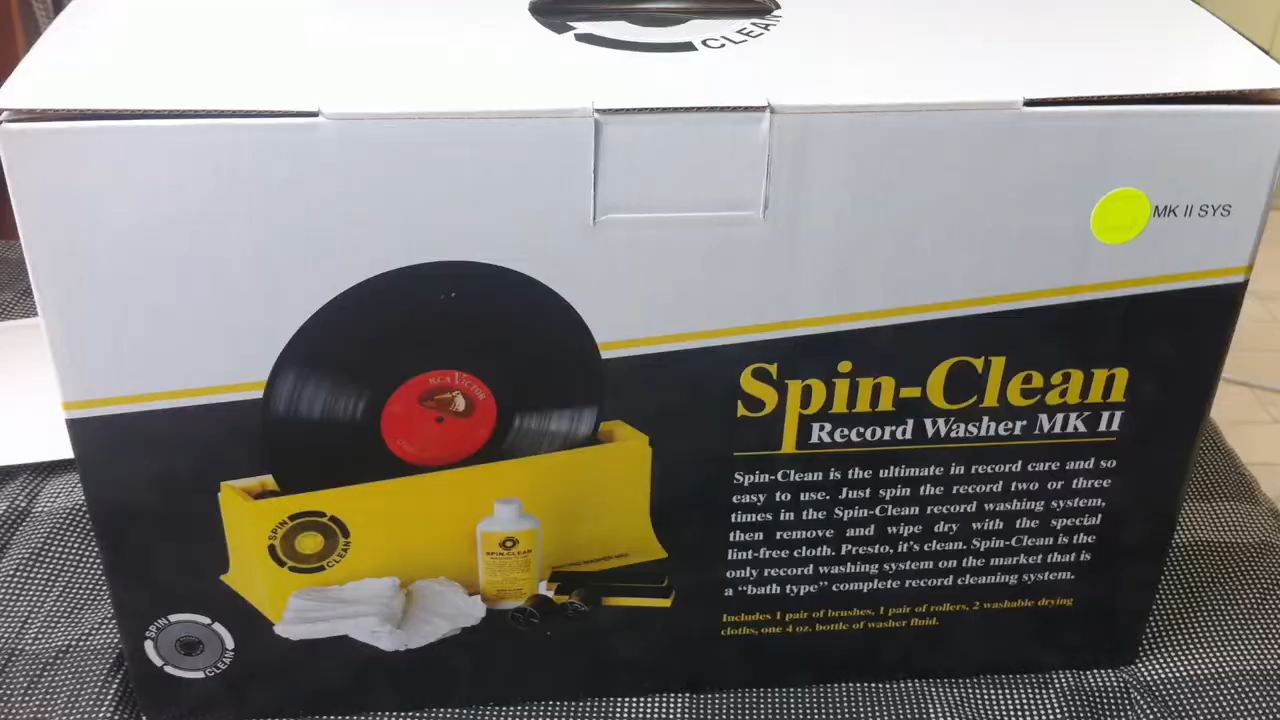 CLEAN
MK II SYS
RCA VICTOR
Spin-Clean
Record Washer MK II
Spin-Clean is the ultimate in record care and so
easy to use. Just spin the record two or three
times in the Spin-Clean record washing system,
then remove and wipe dry with the special
lint-free cloth. Presto, it's clean. Spin-Clean is the
only record washing system on the market that is
a “bath type” complete record cleaning system.
Includes 1 pair of brushes, 1 pair of rollers, 2 washable drying
cloths, one 4 oz. bottle of washer fluid.
SPIN
CLEAN
SPIN-CLEAN
SPIN
CLEAN